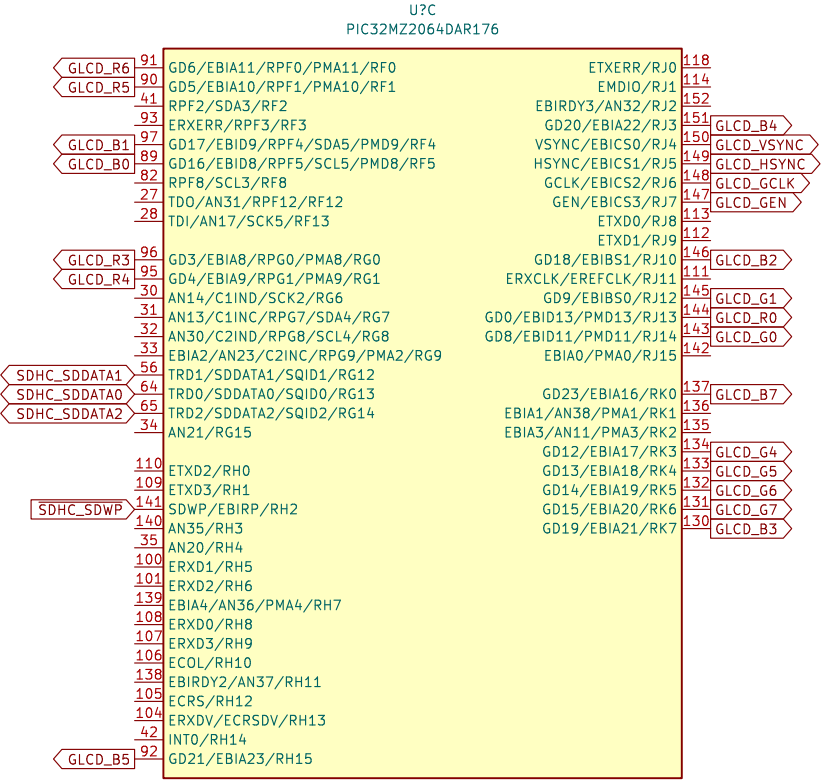 U?C
PIC32MZ2064DAR176
GLCD_R6 91 GD6/EBIA11/RPF0/PMA11/RF0 ETXERR/RJ0 118
GLCD_R5 90 GD5/EBIA10/RPF1/PMA10/RF1 EMDIO/RJ1 114
41 RPF2/SDA3/RF2 EBIRDY3/AN32/RJ2 152
93 ERXERR/RPF3/RF3 GD20/EBIA22/RJ3 151 GLCD_B4
GLCD_B1 97 GD17/EBID9/RPF4/SDA5/PMD9/RF4 VSYNC/EBICS0/RJ4 150 GLCD_VSYNC
GLCD_B0 89 GD16/EBID8/RPF5/SCL5/PMD8/RF5 HSYNC/EBICS1/RJ5 149 GLCD_HSYNC
82 RPF8/SCL3/RF8 GCLK/EBICS2/RJ6 148 GLCD_GCLK
27 TDO/AN31/RPF12/RF12 GEN/EBICS3/RJ7 147 GLCD_GEN
28 TDI/AN17/SCK5/RF13 ETXD0/RJ8 113
ETXD1/RJ9 112
GLCD_R3 96 GD3/EBIA8/RPG0/PMA8/RG0 GD18/EBIBS1/RJ10 146 GLCD_B2
GLCD_R4 95 GD4/EBIA9/RPG1/PMA9/RG1 ERXCLK/EREFCLK/RJ11 111
30 AN14/C1IND/SCK2/RG6 GD9/EBIBS0/RJ12 145 GLCD_G1
31 AN13/C1INC/RPG7/SDA4/RG7 GD0/EBID13/PMD13/RJ13 144 GLCD_R0
32 AN30/C2IND/RPG8/SCL4/RG8 GD8/EBID11/PMD11/RJ14 143 GLCD_G0
33 EBIA2/AN23/C2INC/RPG9/PMA2/RG9 EBIA0/PMA0/RJ15 142
SDHC_SDDATA1 56 TRD1/SDDATA1/SQID1/RG12
SDHC_SDDATA0 64 TRD0/SDDATA0/SQID0/RG13 GD23/EBIA16/RK0 137 GLCD_B7
SDHC_SDDATA2 65 TRD2/SDDATA2/SQID2/RG14 EBIA1/AN38/PMA1/RK1 136
34 AN21/RG15 EBIA3/AN11/PMA3/RK2 135
GD12/EBIA17/RK3 134 GLCD_G4
110 ETXD2/RH0 GD13/EBIA18/RK4 133 GLCD_G5
109 ETXD3/RH1 GD14/EBIA19/RK5 132 GLCD_G6
SDHC_SDWP 141 SDWP/EBIRP/RH2 GD15/EBIA20/RK6 131 GLCD_G7
140 AN35/RH3 GD19/EBIA21/RK7 130 GLCD_B3
35 AN20/RH4
100 ERXD1/RH5
101 ERXD2/RH6
139 EBIA4/AN36/PMA4/RH7
108 ERXD0/RH8
107 ERXD3/RH9
106 ECOL/RH10
138 EBIRDY2/AN37/RH11
105 ECRS/RH12
104 ERXDV/ECRSDV/RH13
42 INT0/RH14
GLCD_B5 92 GD21/EBIA23/RH15